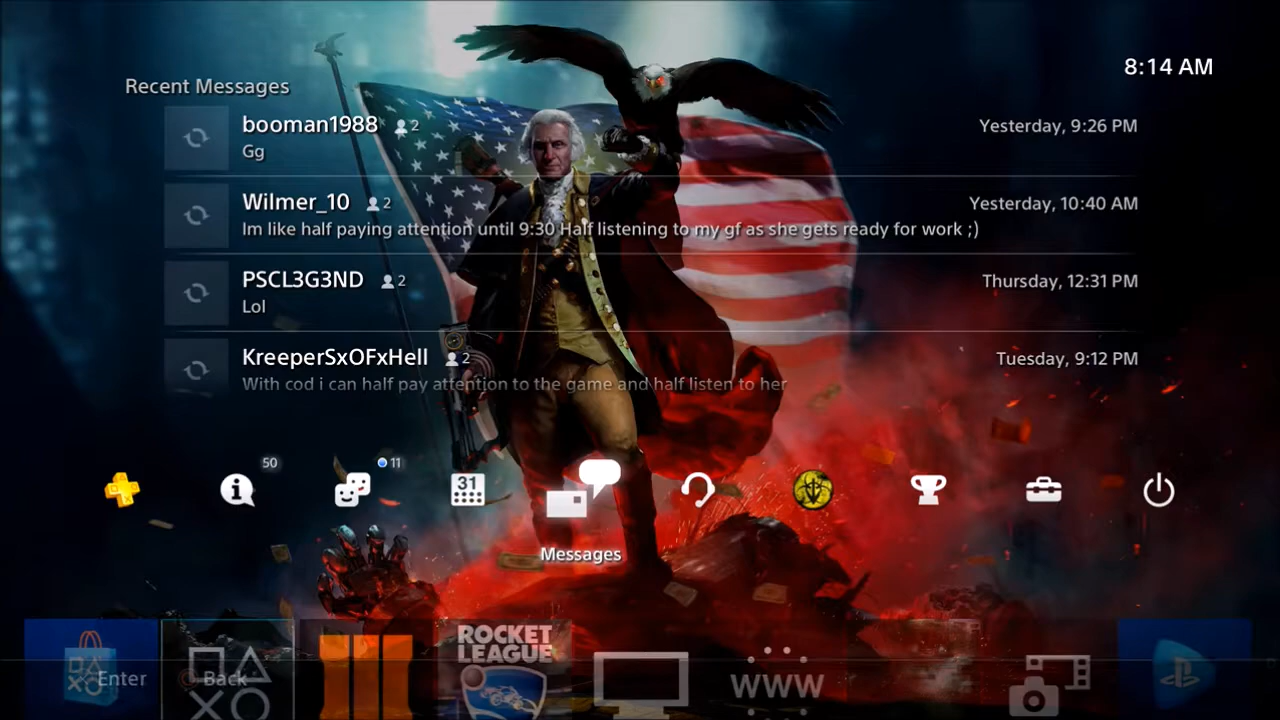 8:14 AM
Recent Messages
booman1988 2
Yesterday, 9:26 PM
Gg
Wilmer_10 2
Yesterday, 10:40 AM
Im like half paying attention until 9:30 Half listening to my gf as she gets ready for work ;)
PSCL3G3ND 2
Thursday, 12:31 PM
Lol
KreeperSxOFxHell 2
Tuesday, 9:12 PM
With cod i can half pay attention to the game and half listen to her
50
11
31
Messages
ROCKET
LEAGUE
Enter
Back
WWW